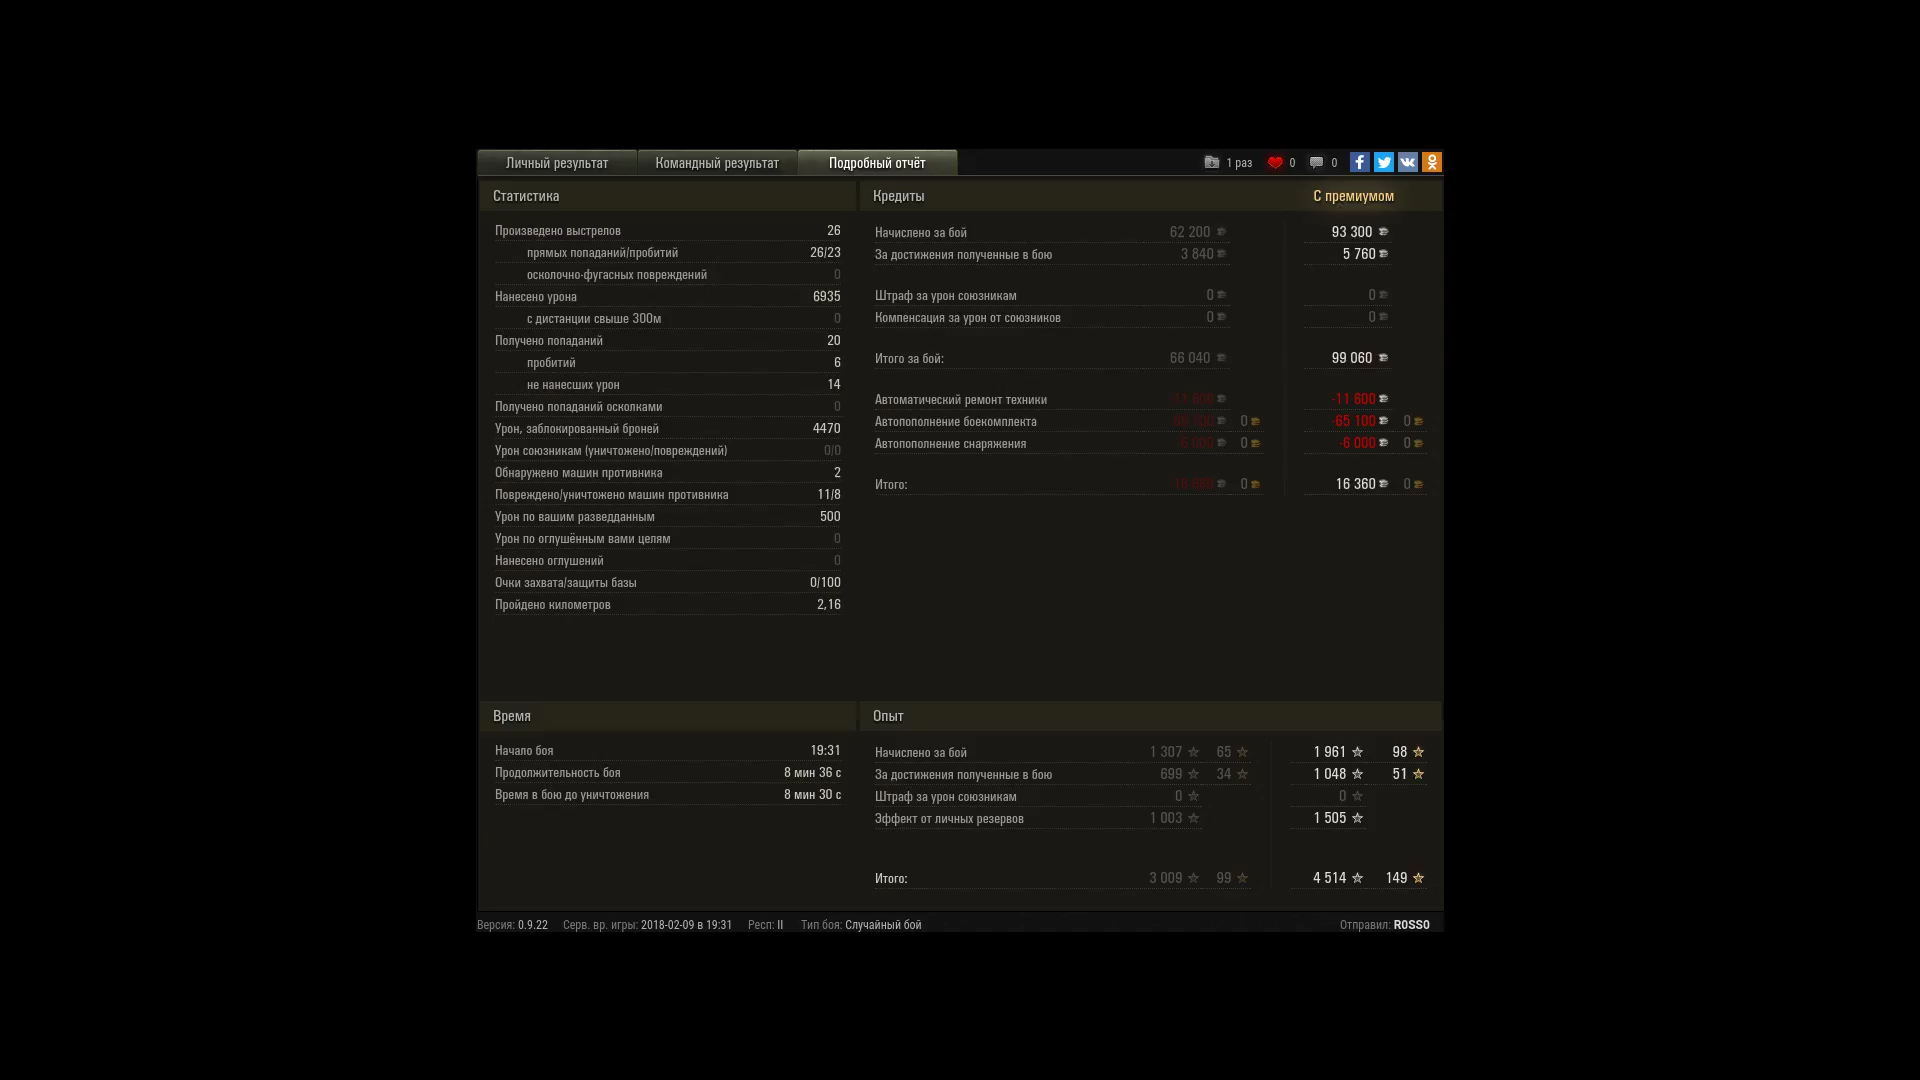 Личный результат Командный результат Подробный отчёт 1 раз 0 0
Статистика
Произведено выстрелов 26
прямых попаданий/пробитий 26/23
осколочно-фугасных повреждений 0
Нанесено урона 6935
с дистанции свыше 300м 0
Получено попаданий 20
пробитий 6
не нанесших урон 14
Получено попаданий осколками 0
Урон, заблокированный броней 4470
Урон союзникам (уничтожено/повреждений) 0/0
Обнаружено машин противника 2
Повреждено/уничтожено машин противника 11/8
Урон по вашим разведданным 500
Урон по оглушённым вами целям 0
Нанесено оглушений 0
Очки захвата/защиты базы 0/100
Пройдено километров 2,16
Кредиты С премиумом
Начислено за бой 62 200 93 300
За достижения полученные в бою 3 840 5 760
Штраф за урон союзникам 0 0
Компенсация за урон от союзников 0 0
Итого за бой: 66 040 99 060
Автоматический ремонт техники -11 600 -11 600
Автопополнение боекомплекта 0 -65 100 0
Автопополнение снаряжения -6 000 0 -6 000 0
Итого: 0 16 360 0
Время
Начало боя 19:31
Продолжительность боя 8 мин 36 с
Время в бою до уничтожения 8 мин 30 с
Опыт
Начислено за бой 1 307 65 1 961 98
За достижения полученные в бою 699 34 1 048 51
Штраф за урон союзникам 0 0
Эффект от личных резервов 1 003 1 505
Итого: 3 009 99 4 514 149
Версия: 0.9.22 Серв. вр. игры: 2018-02-09 в 19:31 Респ: II Тип боя: Случайный бой Отправил: R0SS0